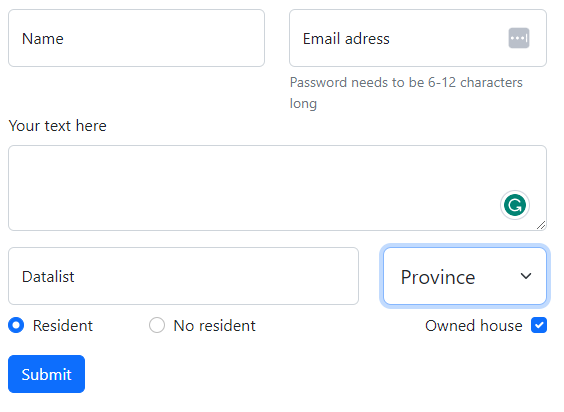 Name
Email adress
Password needs to be 6-12 characters
long
Your text here
Datalist
Province
Resident
No resident
Owned house
Submit